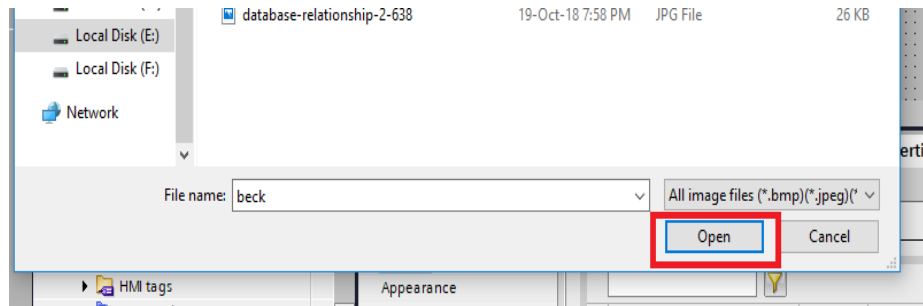 database-relationship-2-638 19-Oct-18 7:58 PM JPG File 26 KB
Local Disk (E:)
Local Disk (F:)
Network
erti
File name: beck All image files (*.bmp)(*.jpeg)(*
Open Cancel
HMI tags Appearance